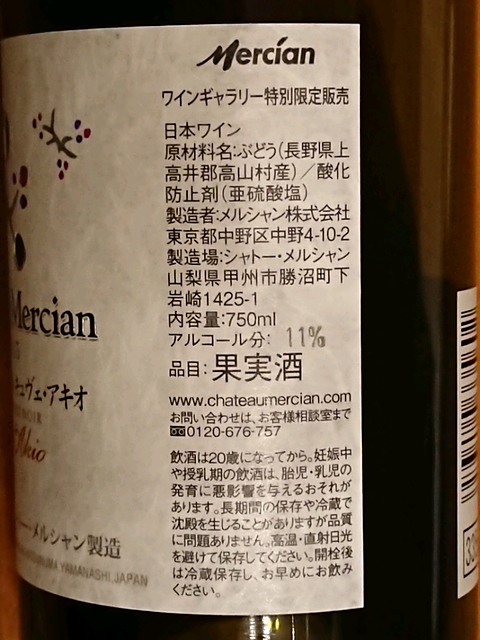 Mercian
ワインギャラリー特別限定販売
日本ワイン
原材料名:ぶどう(長野県上
高井郡高山村産)/酸化
防止剤(亜硫酸塩)
製造者:メルシャン株式会社
東京都中野区中野4-10-2
製造場:シャトー・メルシャン
山梨県甲州市勝沼町下
岩崎1425-1
内容量:750ml
アルコール分: 11%
品目:果実酒
www.chateaumercian.com
お問い合わせは、お客様相談室まで
0120-676-757
飲酒は20歳になってから。妊娠中
や授乳期の飲酒は、胎児・乳児の
発育に悪影響を与えるおそれが
あります。長期間の保存や冷蔵で
沈殿を生じることがありますが品質
に問題ありません。高温・直射日光
を避けて保存してください。開栓後
は冷蔵保存し、お早めにお飲み
ください。
Mercian
キュヴェ・アキオ
NOIR
Akio
メルシャン製造
YAMANASHI, JAPAN